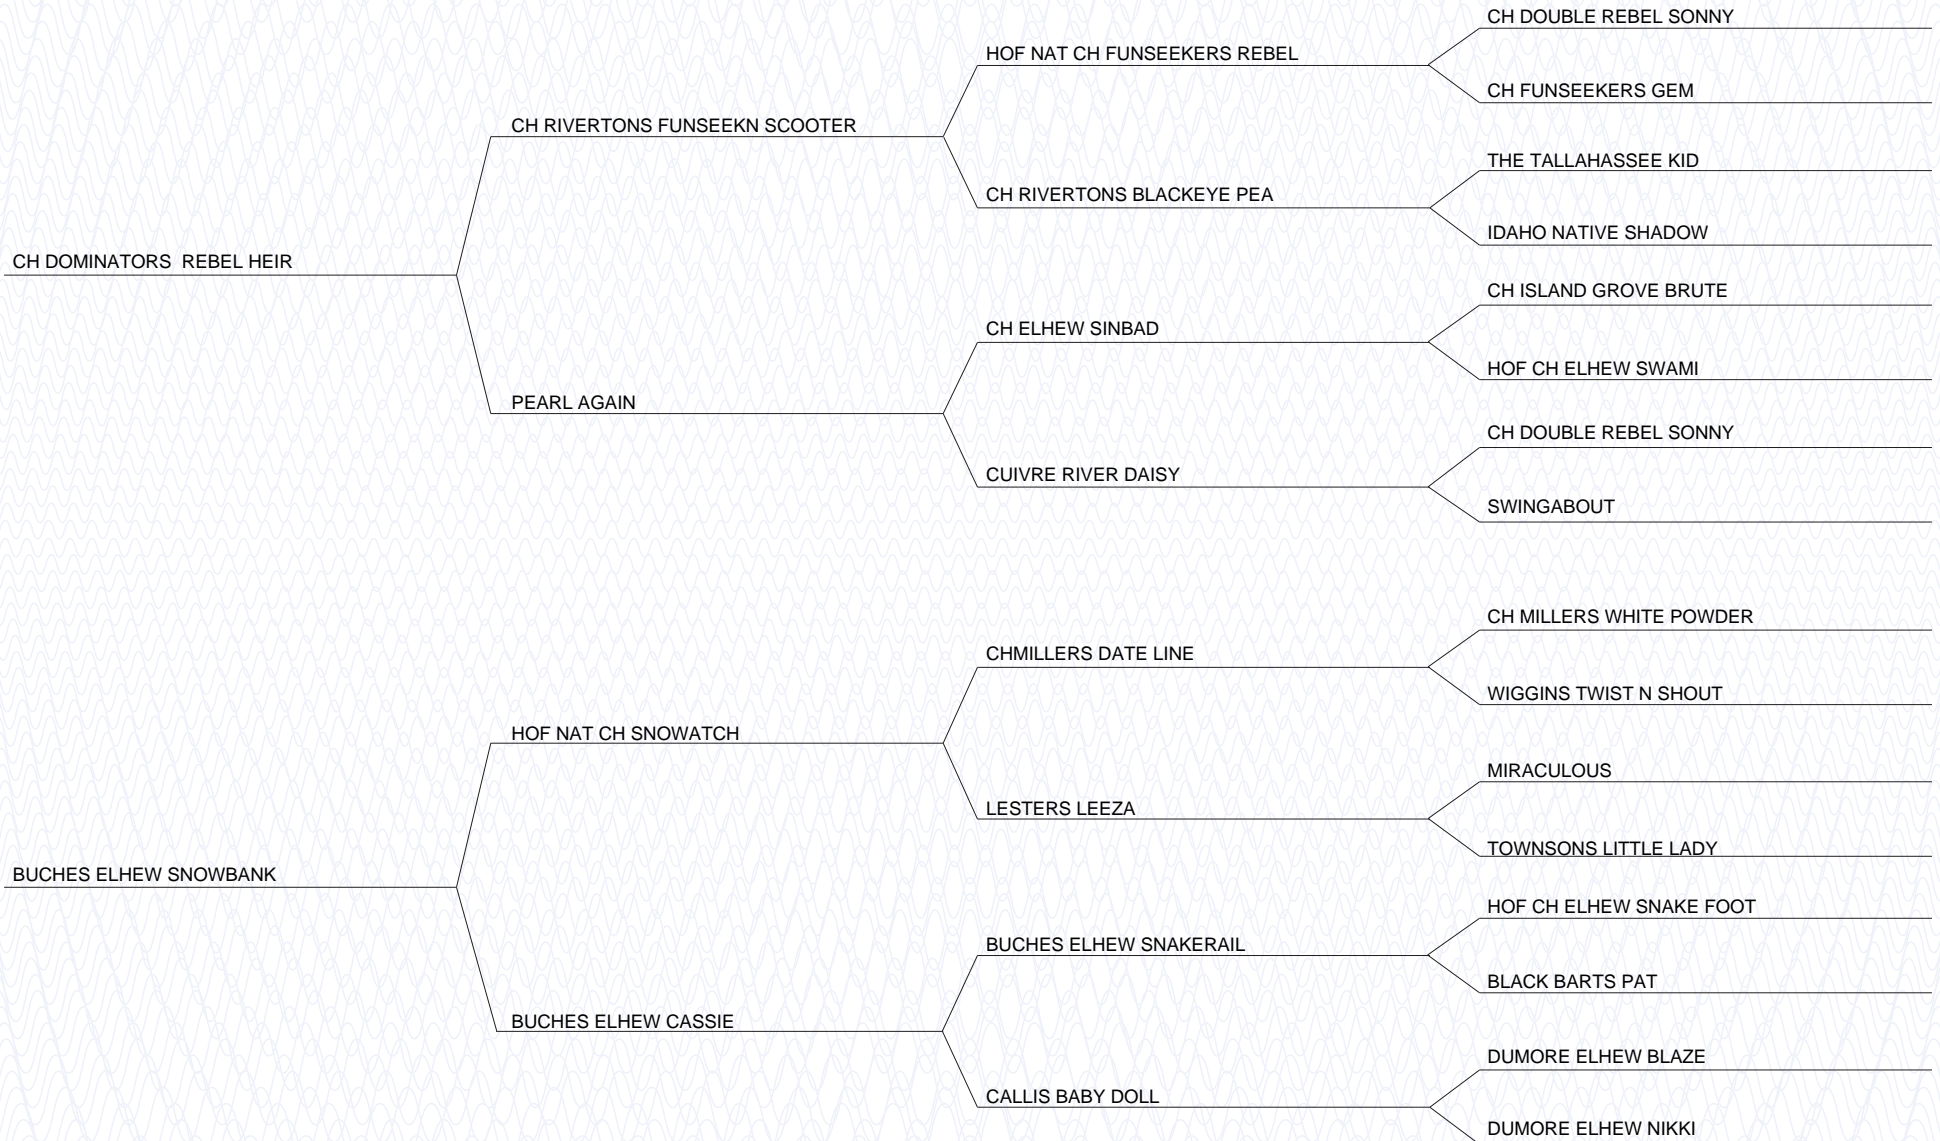 CH DOUBLE REBEL SONNY
HOF NAT CH FUNSEEKERS REBEL
CH FUNSEEKERS GEM
CH RIVERTONS FUNSEEKN SCOOTER
THE TALLAHASSEE KID
CH RIVERTONS BLACKEYE PEA
IDAHO NATIVE SHADOW
CH DOMINATORS  REBEL HEIR
CH ISLAND GROVE BRUTE
CH ELHEW SINBAD
HOF CH ELHEW SWAMI
PEARL AGAIN
CH DOUBLE REBEL SONNY
CUIVRE RIVER DAISY
SWINGABOUT
CH MILLERS WHITE POWDER
CHMILLERS DATE LINE
WIGGINS TWIST N SHOUT
HOF NAT CH SNOWATCH
MIRACULOUS
LESTERS LEEZA
TOWNSONS LITTLE LADY
BUCHES ELHEW SNOWBANK
HOF CH ELHEW SNAKE FOOT
BUCHES ELHEW SNAKERAIL
BLACK BARTS PAT
BUCHES ELHEW CASSIE
DUMORE ELHEW BLAZE
CALLIS BABY DOLL
DUMORE ELHEW NIKKI